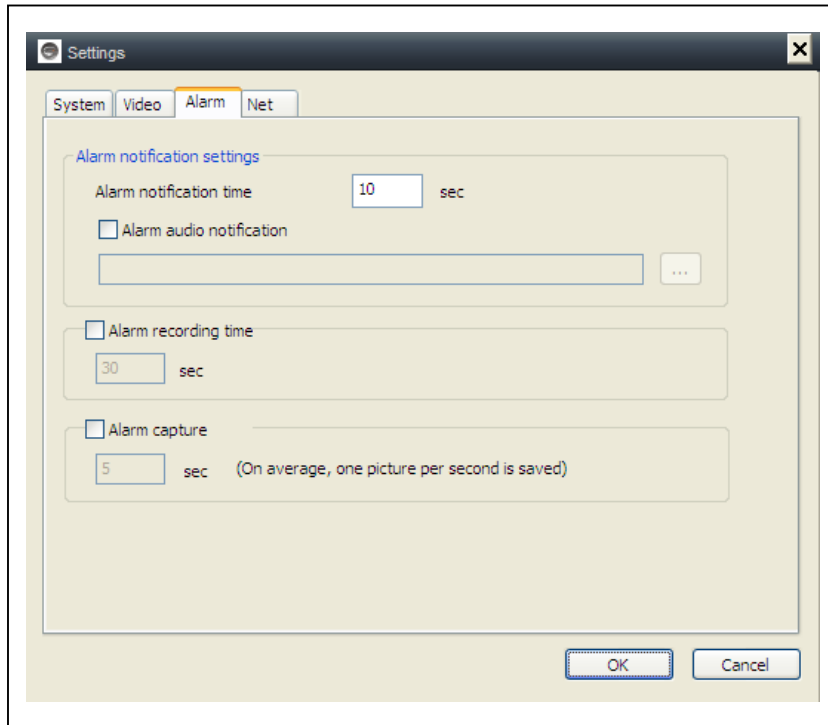 Settings
System Video Alarm Net
Alarm notification settings
Alarm notification time 10 sec
Alarm audio notification
...
Alarm recording time
30 sec
Alarm capture
5 sec (On average, one picture per second is saved)
OK Cancel